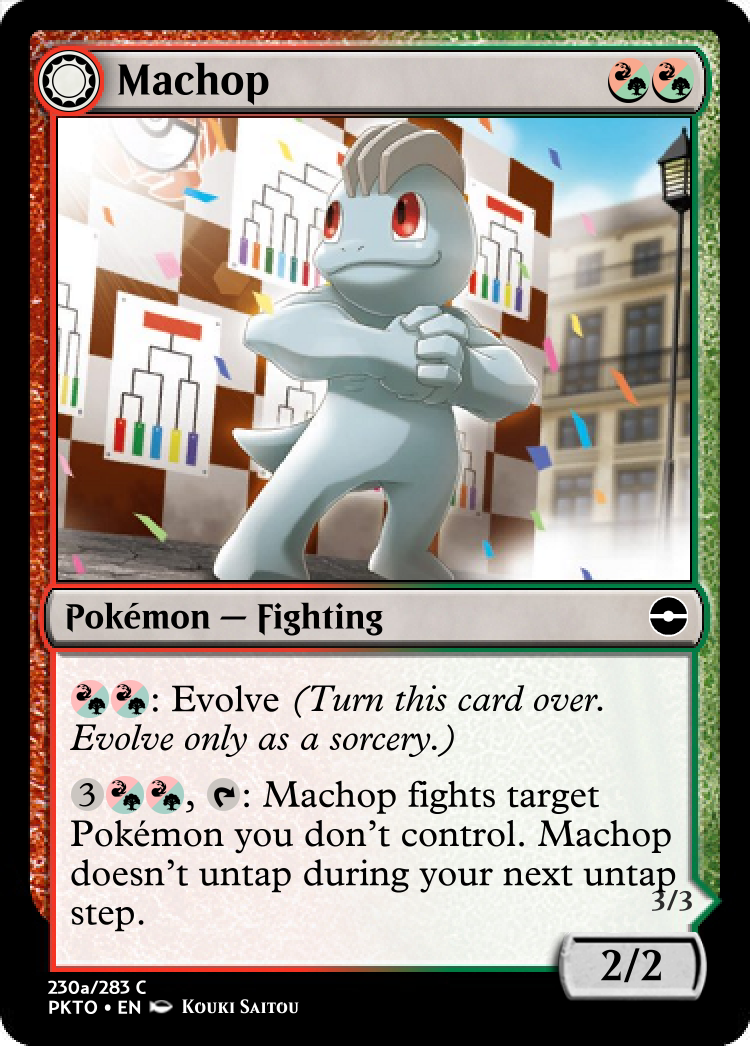 Machop
Pokémon — Fighting
: Evolve (Turn this card over.
Evolve only as a sorcery.)
3, : Machop fights target
Pokémon you don't control. Machop
doesn't untap during your next untap
step.
3/3
2/2
230a/283 C
PKTO • EN Kouki Saitou